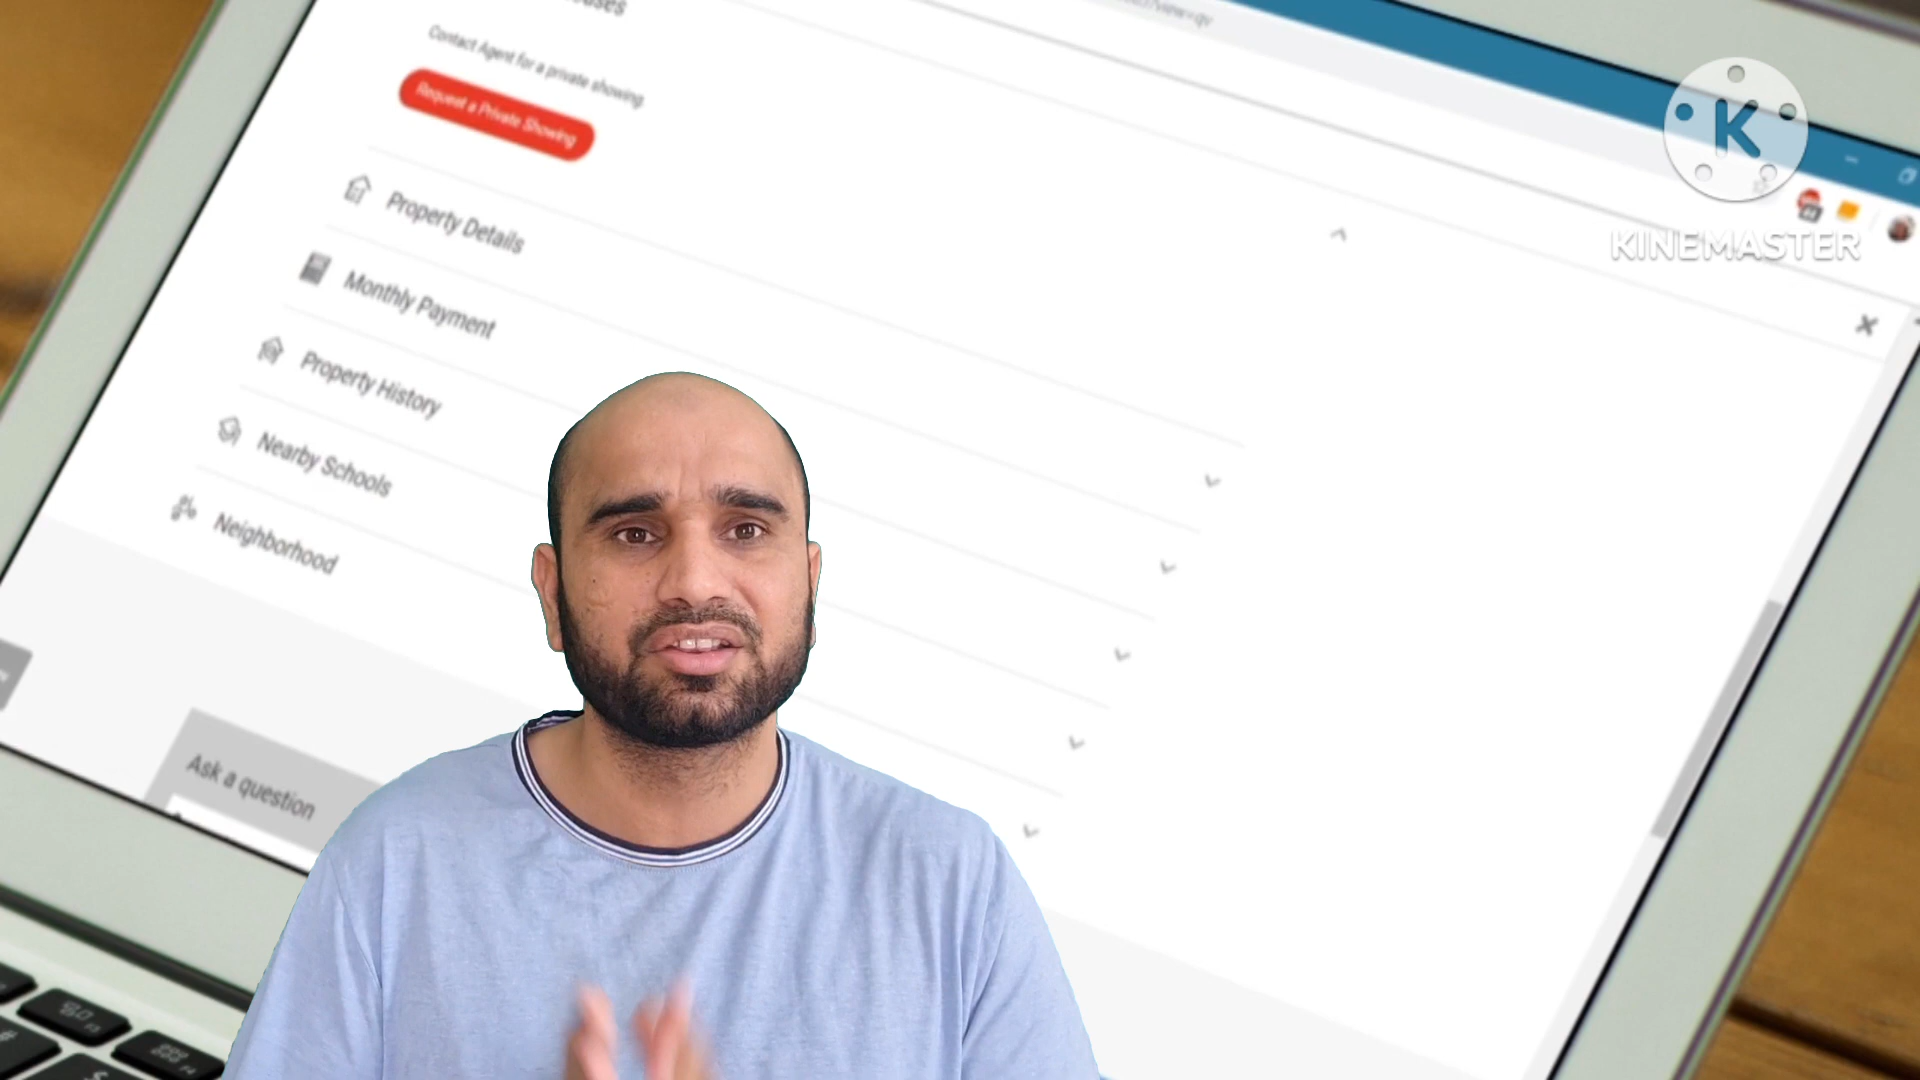 Contact Agent for a private showing
Request a Private Showing
K
KINEMASTER
Property Details
Monthly Payment
Property History
Nearby Schools
Neighborhood
Ask a question